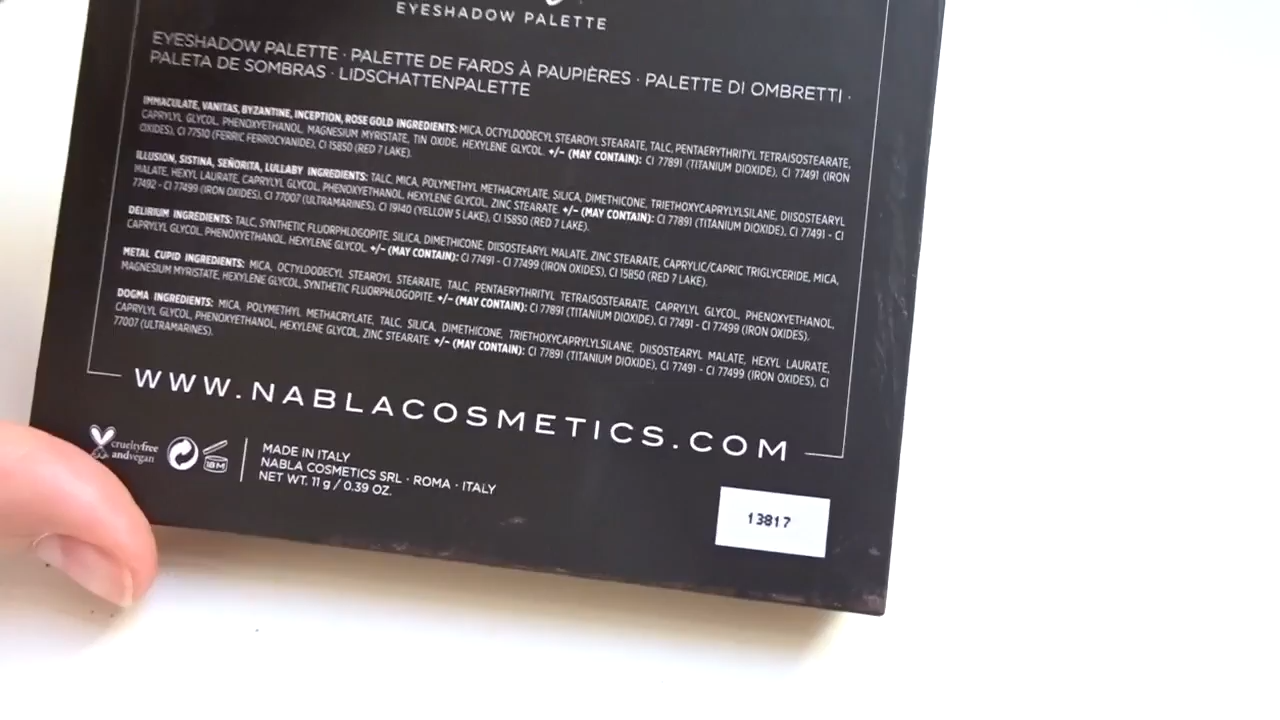 EYESHADOW PALETTE
EYESHADOW PALETTE · PALETTE DE FARDS À PAUPIÈRES · PALETTE DI OMBRETTI ·
PALETA DE SOMBRAS · LIDSCHATTENPALETTE
IMMACULATE, VANITAS, BYZANTINE, INCEPTION, ROSE GOLD INGREDIENTS: MICA, OCTYLDODECYL STEAROYL STEARATE, TALC, PENTAERYTHRITYL TETRAISOSTEARATE,
CAPRYLYL GLYCOL, PHENOXYETHANOL, MAGNESIUM MYRISTATE, TIN OXIDE, HEXYLENE GLYCOL. +/- (MAY CONTAIN): CI 77891 (TITANIUM DIOXIDE), CI 77491 (IRON
OXIDES), CI 77510 (FERRIC FERROCYANIDE), CI 15850 (RED 7 LAKE).
ILLUSION, SISTINA, SEÑORITA, LULLABY INGREDIENTS: TALC, MICA, POLYMETHYL METHACRYLATE, SILICA, DIMETHICONE, TRIETHOXYCAPRYLYLSILANE, DIISOSTEARYL
MALATE, HEXYL LAURATE, CAPRYLYL GLYCOL, PHENOXYETHANOL, HEXYLENE GLYCOL, ZINC STEARATE. +/- (MAY CONTAIN): CI 77891 (TITANIUM DIOXIDE), CI 77491 - CI
77492 - CI 77499 (IRON OXIDES), CI 77007 (ULTRAMARINES), CI 19140 (YELLOW 5 LAKE), CI 15850 (RED 7 LAKE).
DELIRIUM INGREDIENTS: TALC, SYNTHETIC FLUORPHLOGOPITE, SILICA, DIMETHICONE, DIISOSTEARYL MALATE, ZINC STEARATE, CAPRYLIC/CAPRIC TRIGLYCERIDE, MICA,
CAPRYLYL GLYCOL, PHENOXYETHANOL, HEXYLENE GLYCOL. +/- (MAY CONTAIN): CI 77491 - CI 77499 (IRON OXIDES), CI 15850 (RED 7 LAKE).
METAL CUPID INGREDIENTS: MICA, OCTYLDODECYL STEAROYL STEARATE, TALC, PENTAERYTHRITYL TETRAISOSTEARATE, CAPRYLYL GLYCOL, PHENOXYETHANOL,
MAGNESIUM MYRISTATE, HEXYLENE GLYCOL, SYNTHETIC FLUORPHLOGOPITE. +/- (MAY CONTAIN): CI 77891 (TITANIUM DIOXIDE), CI 77491 - CI 77499 (IRON OXIDES).
DOGMA INGREDIENTS: MICA, POLYMETHYL METHACRYLATE, TALC, SILICA, DIMETHICONE, TRIETHOXYCAPRYLYLSILANE, DIISOSTEARYL MALATE, HEXYL LAURATE,
CAPRYLYL GLYCOL, PHENOXYETHANOL, HEXYLENE GLYCOL, ZINC STEARATE. +/- (MAY CONTAIN): CI 77891 (TITANIUM DIOXIDE), CI 77491 - CI 77499 (IRON OXIDES), CI
77007 (ULTRAMARINES).
WWW.NABLACOSMETICS.COM
crueltyfree
andvegan
18M
MADE IN ITALY
NABLA COSMETICS SRL · ROMA · ITALY
NET WT. 11 g / 0.39 OZ.
13817